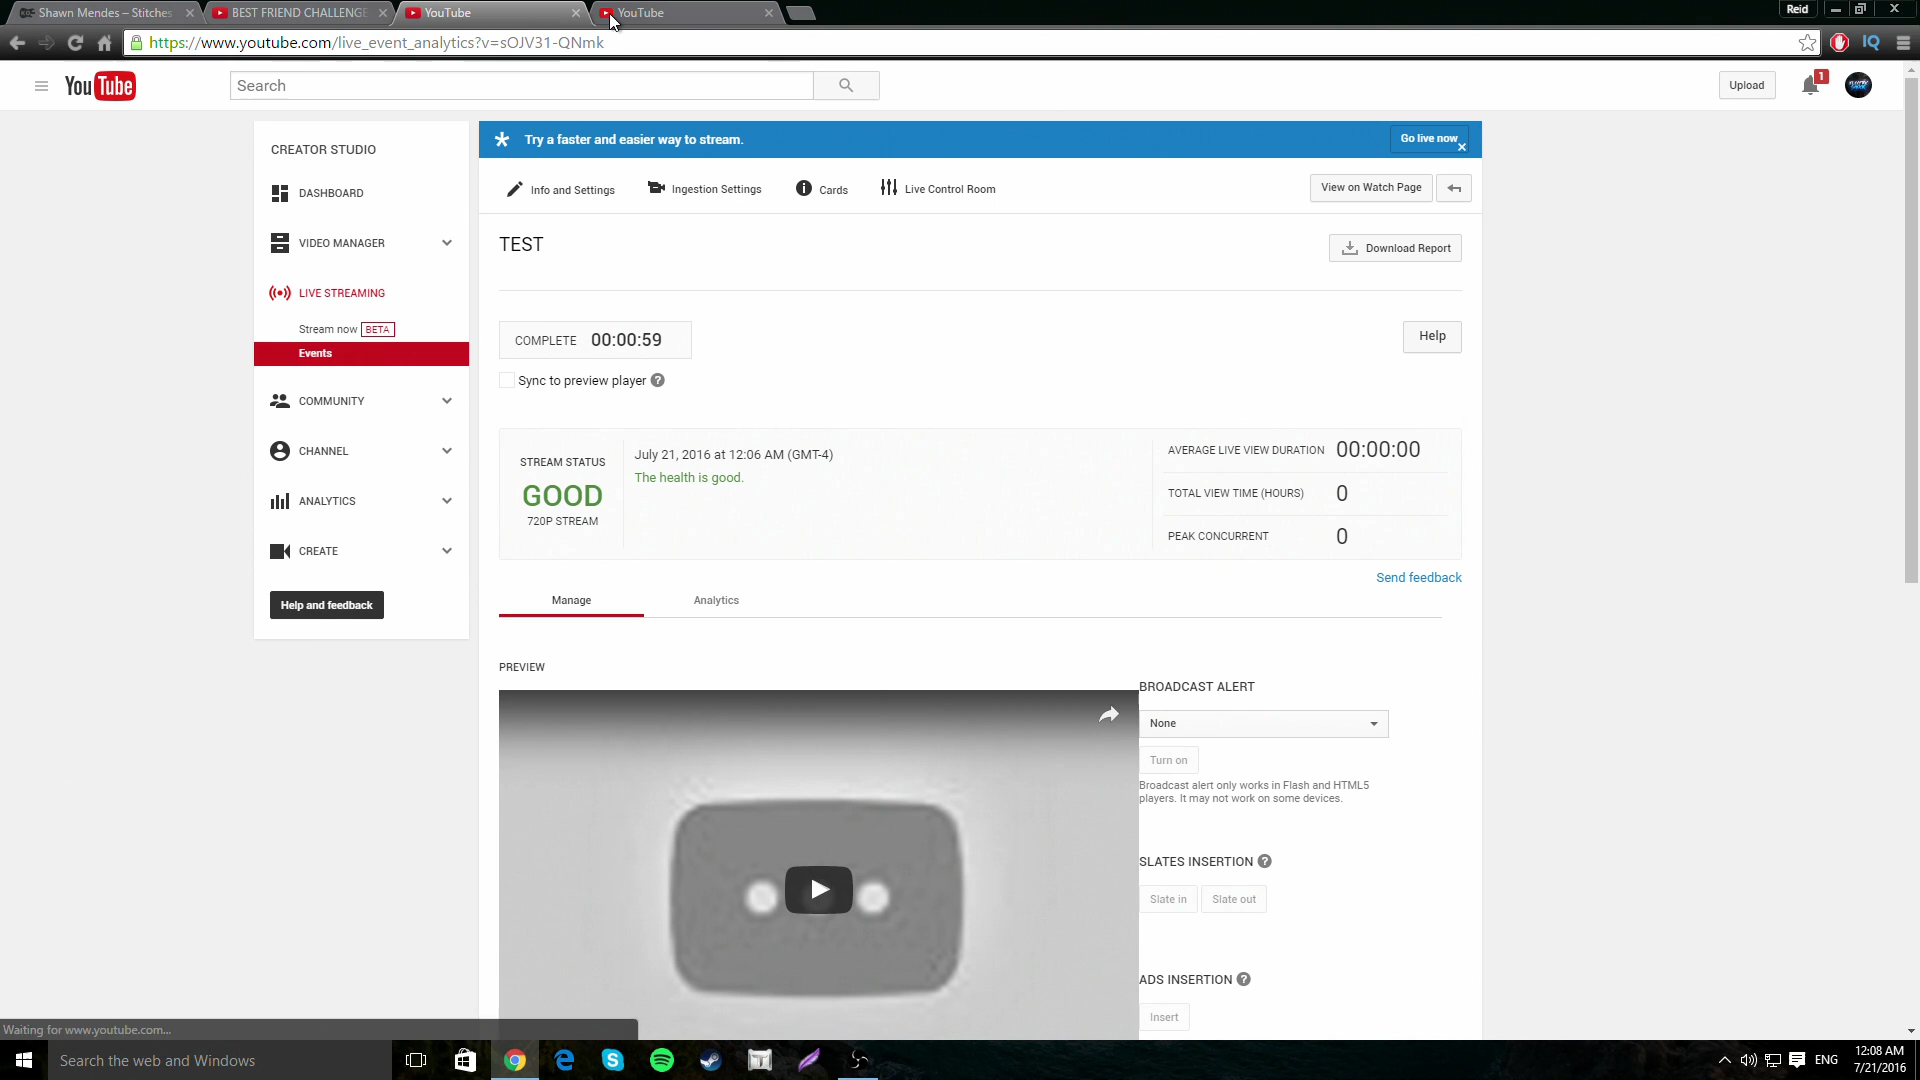 Shawn Mendes – Stitches
BEST FRIEND CHALLENGE
YouTube
YouTube
Reid
https://www.youtube.com/live_event_analytics?v=sOJV31-QNmk
IQ
YouTube
Search
Upload
1
CREATOR STUDIO
DASHBOARD
VIDEO MANAGER
LIVE STREAMING
Stream now BETA
Events
COMMUNITY
CHANNEL
ANALYTICS
CREATE
Help and feedback
Try a faster and easier way to stream.
Go live now
Info and Settings
Ingestion Settings
Cards
Live Control Room
View on Watch Page
TEST
Download Report
COMPLETE 00:00:59
Help
Sync to preview player ?
STREAM STATUS
GOOD
720P STREAM
July 21, 2016 at 12:06 AM (GMT-4)
The health is good.
AVERAGE LIVE VIEW DURATION 00:00:00
TOTAL VIEW TIME (HOURS) 0
PEAK CONCURRENT 0
Send feedback
Manage
Analytics
PREVIEW
BROADCAST ALERT
None
Turn on
Broadcast alert only works in Flash and HTML5
players. It may not work on some devices.
SLATES INSERTION ?
Slate in
Slate out
ADS INSERTION ?
Insert
Waiting for www.youtube.com...
Search the web and Windows
ENG
12:08 AM
7/21/2016